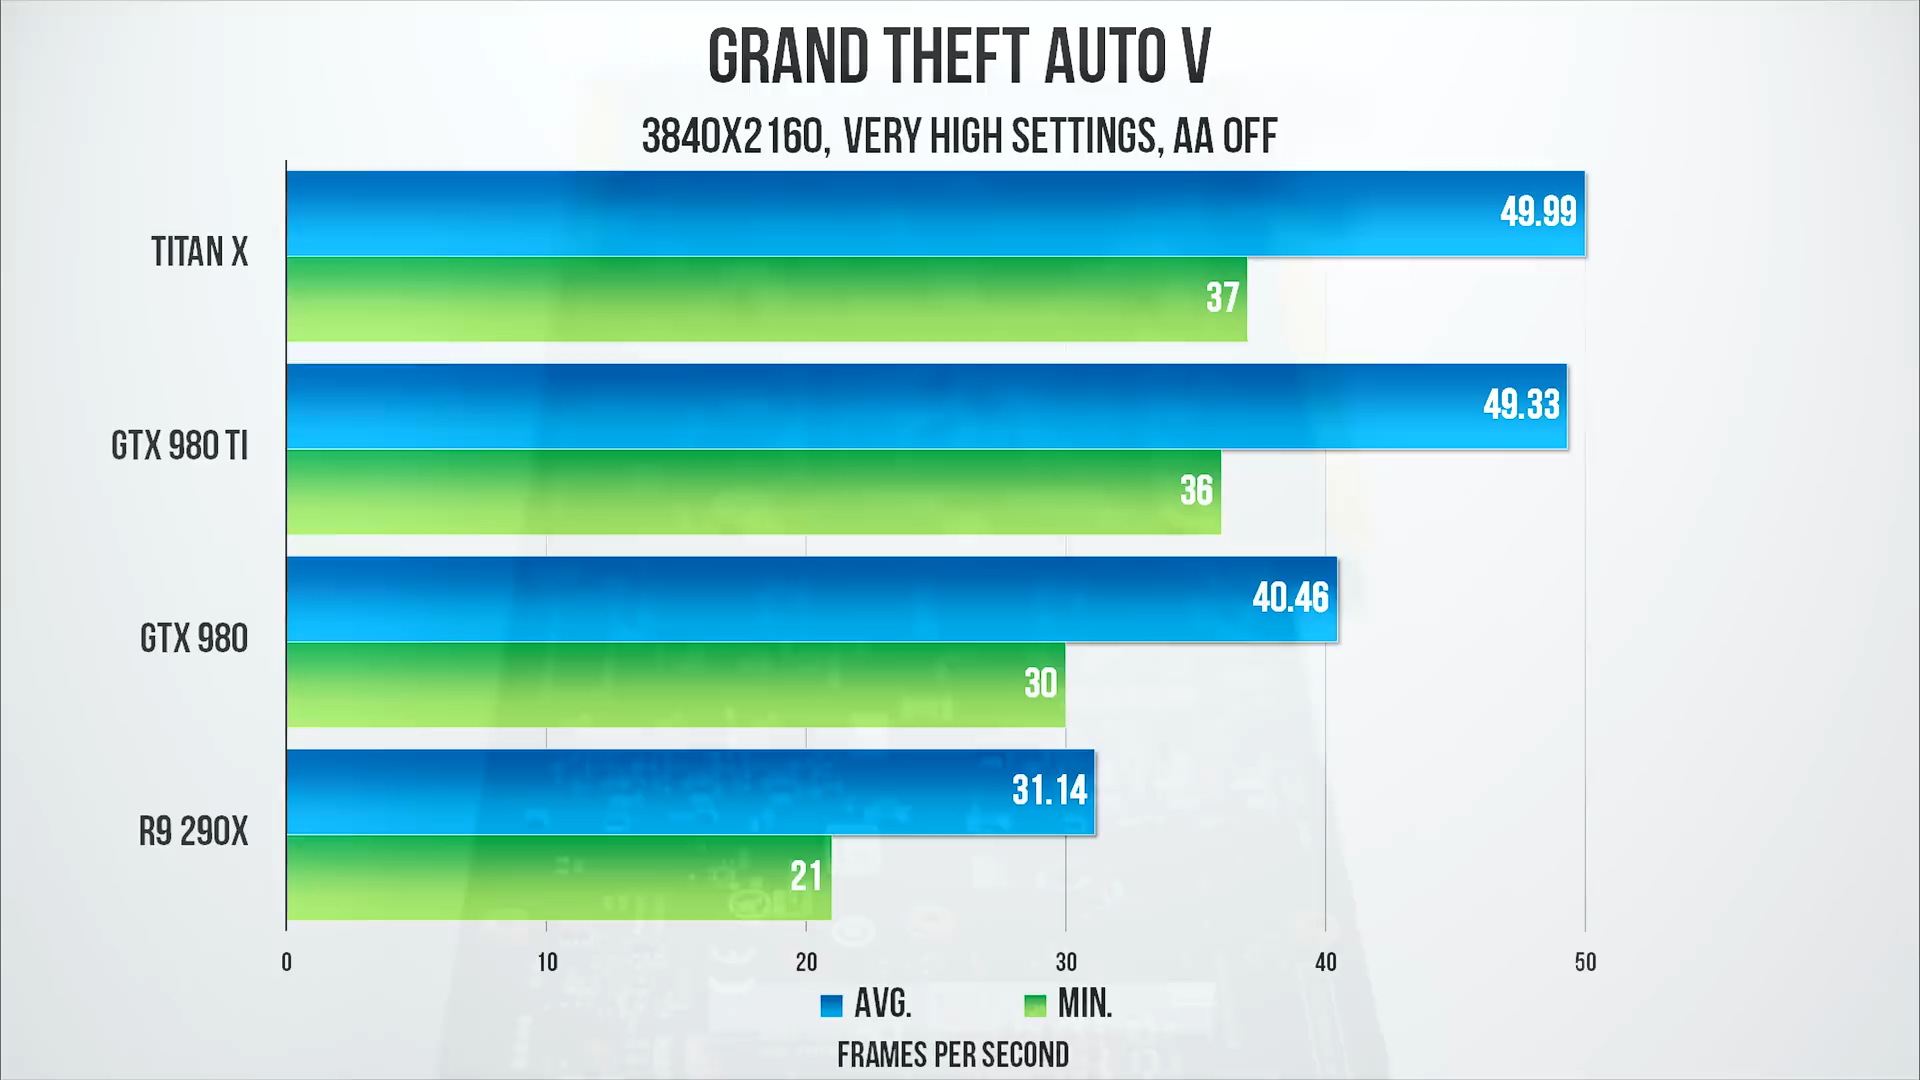 GRAND THEFT AUTO V
3840X2160, VERY HIGH SETTINGS, AA OFF
TITAN X
49.99
37
GTX 980 TI
49.33
36
GTX 980
40.46
30
R9 290X
31.14
21
0 10 20 30 40 50
AVG. MIN.
FRAMES PER SECOND